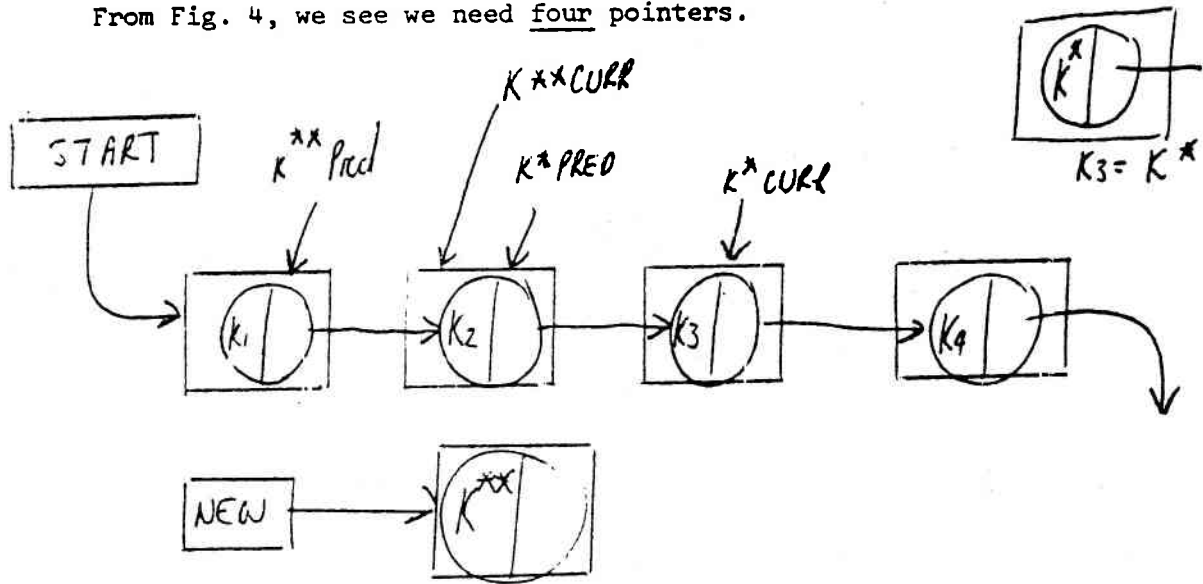 From Fig. 4, we see we need four pointers.
K**CURR
K*
START
K** Pred
K*PRED
K*CURR
K3 = K*
K1
K2
K3
K4
NEW
K**